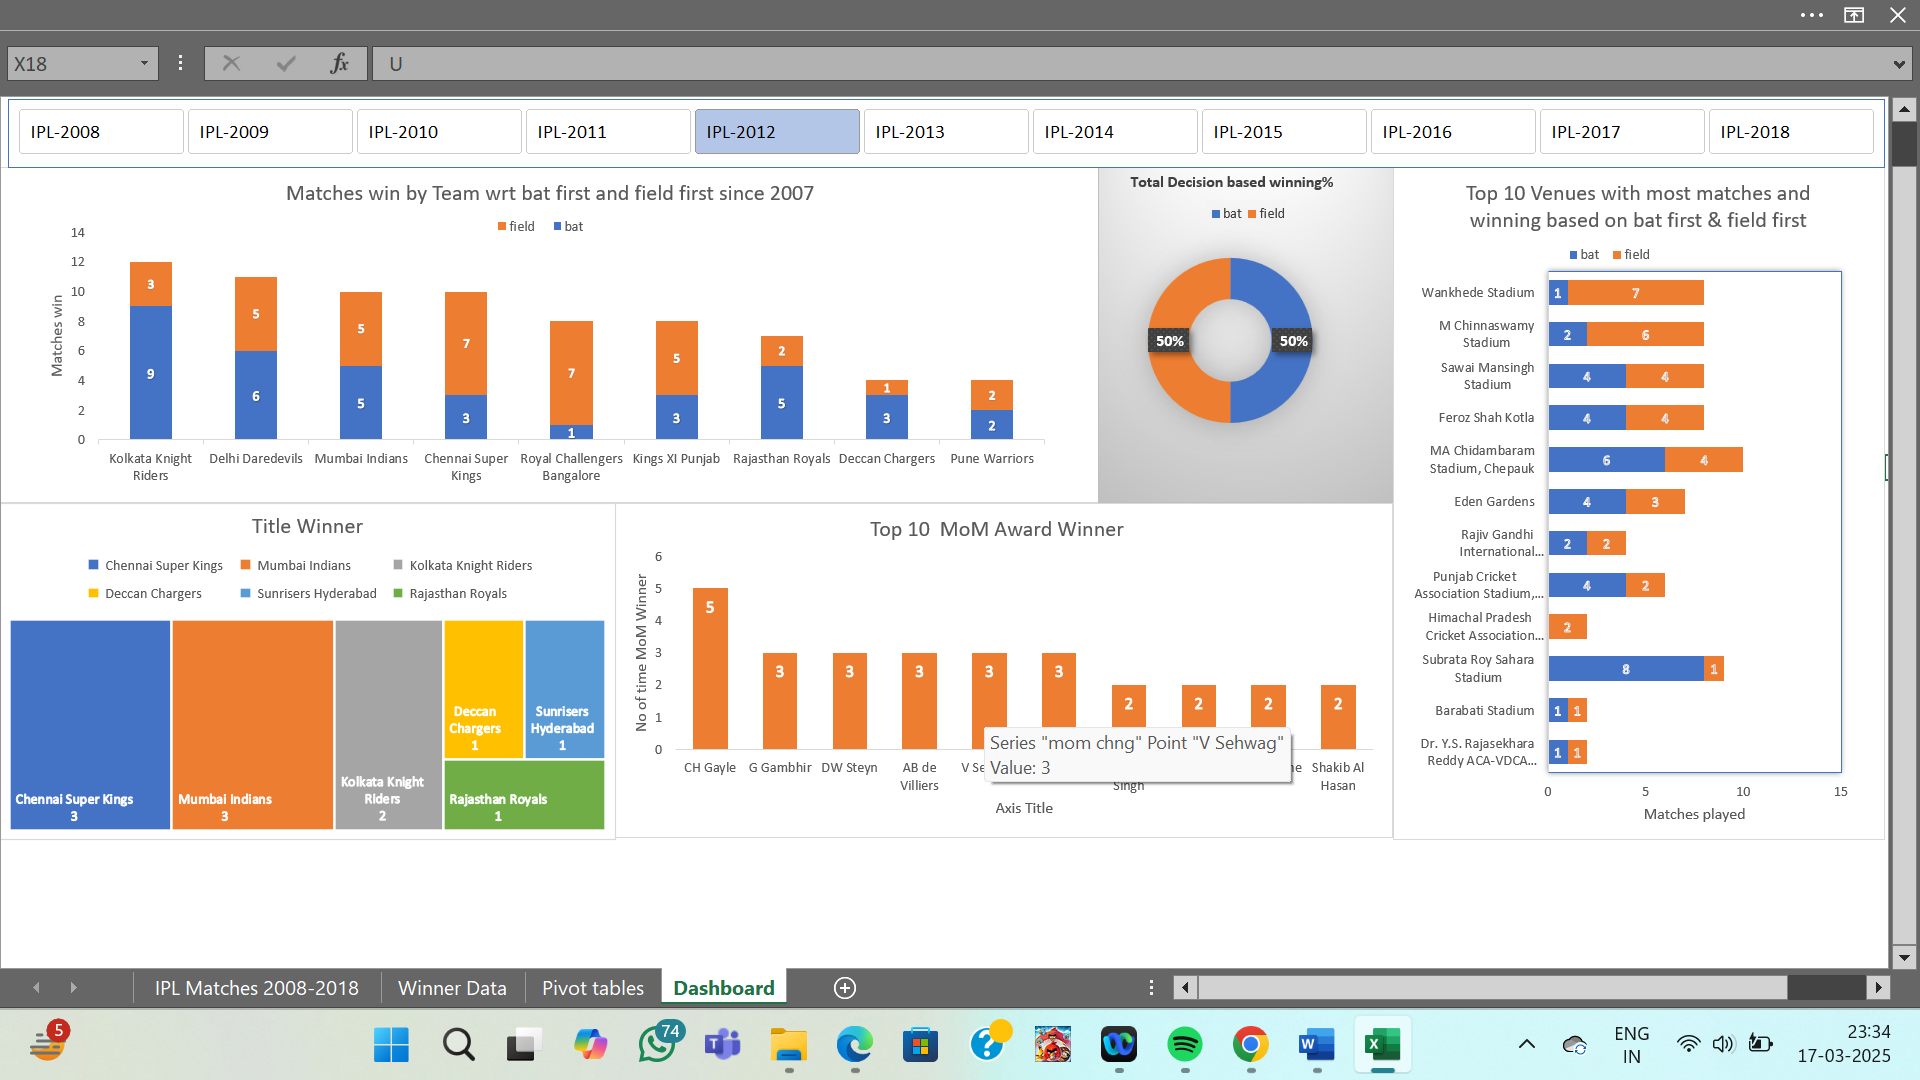 X18
fx
U
IPL-2008
IPL-2009
IPL-2010
IPL-2011
IPL-2012
IPL-2013
IPL-2014
IPL-2015
IPL-2016
IPL-2017
IPL-2018
Matches win by Team wrt bat first and field first since 2007
field bat
Matches win
14
12
10
8
6
4
2
0
3
9
5
6
5
5
7
3
7
1
5
3
2
5
1
3
2
2
Kolkata Knight
Riders
Delhi Daredevils
Mumbai Indians
Chennai Super
Kings
Royal Challengers
Bangalore
Kings XI Punjab
Rajasthan Royals
Deccan Chargers
Pune Warriors
Total Decision based winning%
bat field
50%
50%
Top 10 Venues with most matches and
winning based on bat first & field first
bat field
Wankhede Stadium
1 7
M Chinnaswamy
Stadium
2 6
Sawai Mansingh
Stadium
4 4
Feroz Shah Kotla
4 4
MA Chidambaram
Stadium, Chepauk
6 4
Eden Gardens
4 3
Rajiv Gandhi
International...
2 2
Punjab Cricket
Association Stadium,...
4 2
Himachal Pradesh
Cricket Association...
2
Subrata Roy Sahara
Stadium
8 1
Barabati Stadium
1 1
Dr. Y.S. Rajasekhara
Reddy ACA-VDCA...
1 1
0 5 10 15
Matches played
Title Winner
Chennai Super Kings Mumbai Indians Kolkata Knight Riders
Deccan Chargers Sunrisers Hyderabad Rajasthan Royals
Chennai Super Kings
3
Mumbai Indians
3
Kolkata Knight
Riders
2
Deccan
Chargers
1
Sunrisers
Hyderabad
1
Rajasthan Royals
1
Top 10 MoM Award Winner
No of time MoM Winner
6
5
4
3
2
1
0
5
3
3
3
3
3
2
2
2
2
CH Gayle
G Gambhir
DW Steyn
AB de
Villiers
V Se
Singh
ne
Shakib Al
Hasan
Series "mom chng" Point "V Sehwag"
Value: 3
Axis Title
IPL Matches 2008-2018
Winner Data
Pivot tables
Dashboard
5
74
ENG
IN
23:34
17-03-2025